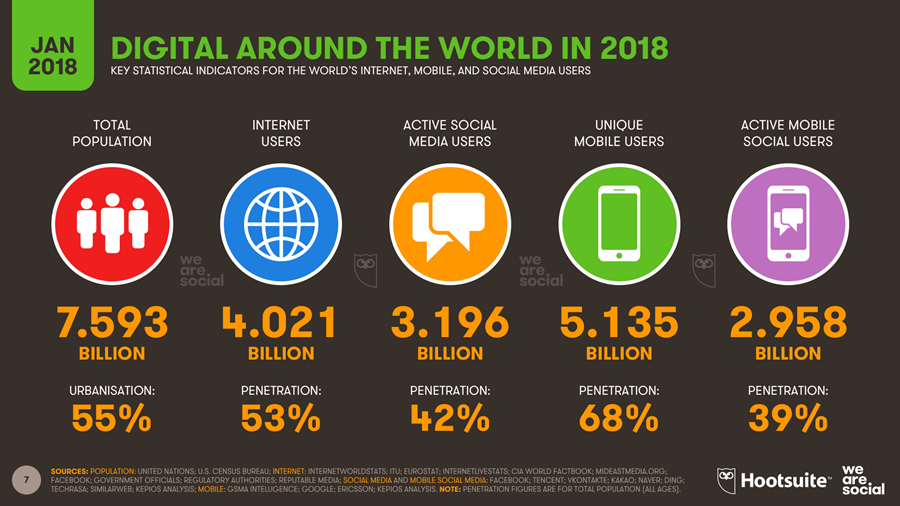 JAN
2018
DIGITAL AROUND THE WORLD IN 2018
KEY STATISTICAL INDICATORS FOR THE WORLD'S INTERNET, MOBILE, AND SOCIAL MEDIA USERS
TOTAL
POPULATION
INTERNET
USERS
ACTIVE SOCIAL
MEDIA USERS
UNIQUE
MOBILE USERS
ACTIVE MOBILE
SOCIAL USERS
we
are
social
we
are
social
7.593
BILLION
4.021
BILLION
3.196
BILLION
5.135
BILLION
2.958
BILLION
URBANISATION:
55%
PENETRATION:
53%
PENETRATION:
42%
PENETRATION:
68%
PENETRATION:
39%
7
SOURCES: POPULATION: UNITED NATIONS; U.S. CENSUS BUREAU; INTERNET: INTERNETWORLDSTATS; ITU; EUROSTAT; INTERNETLIVESTATS; CIA WORLD FACTBOOK; MIDEASTMEDIA.ORG;
FACEBOOK; GOVERNMENT OFFICIALS; REGULATORY AUTHORITIES; REPUTABLE MEDIA; SOCIAL MEDIA AND MOBILE SOCIAL MEDIA: FACEBOOK; TENCENT; VKONTAKTE; KAKAO; NAVER; DING;
TECHRASA; SIMILARWEB; KEPIOS ANALYSIS; MOBILE: GSMA INTELLIGENCE; GOOGLE; ERICSSON; KEPIOS ANALYSIS. NOTE: PENETRATION FIGURES ARE FOR TOTAL POPULATION (ALL AGES).
Hootsuite™
we
are
social